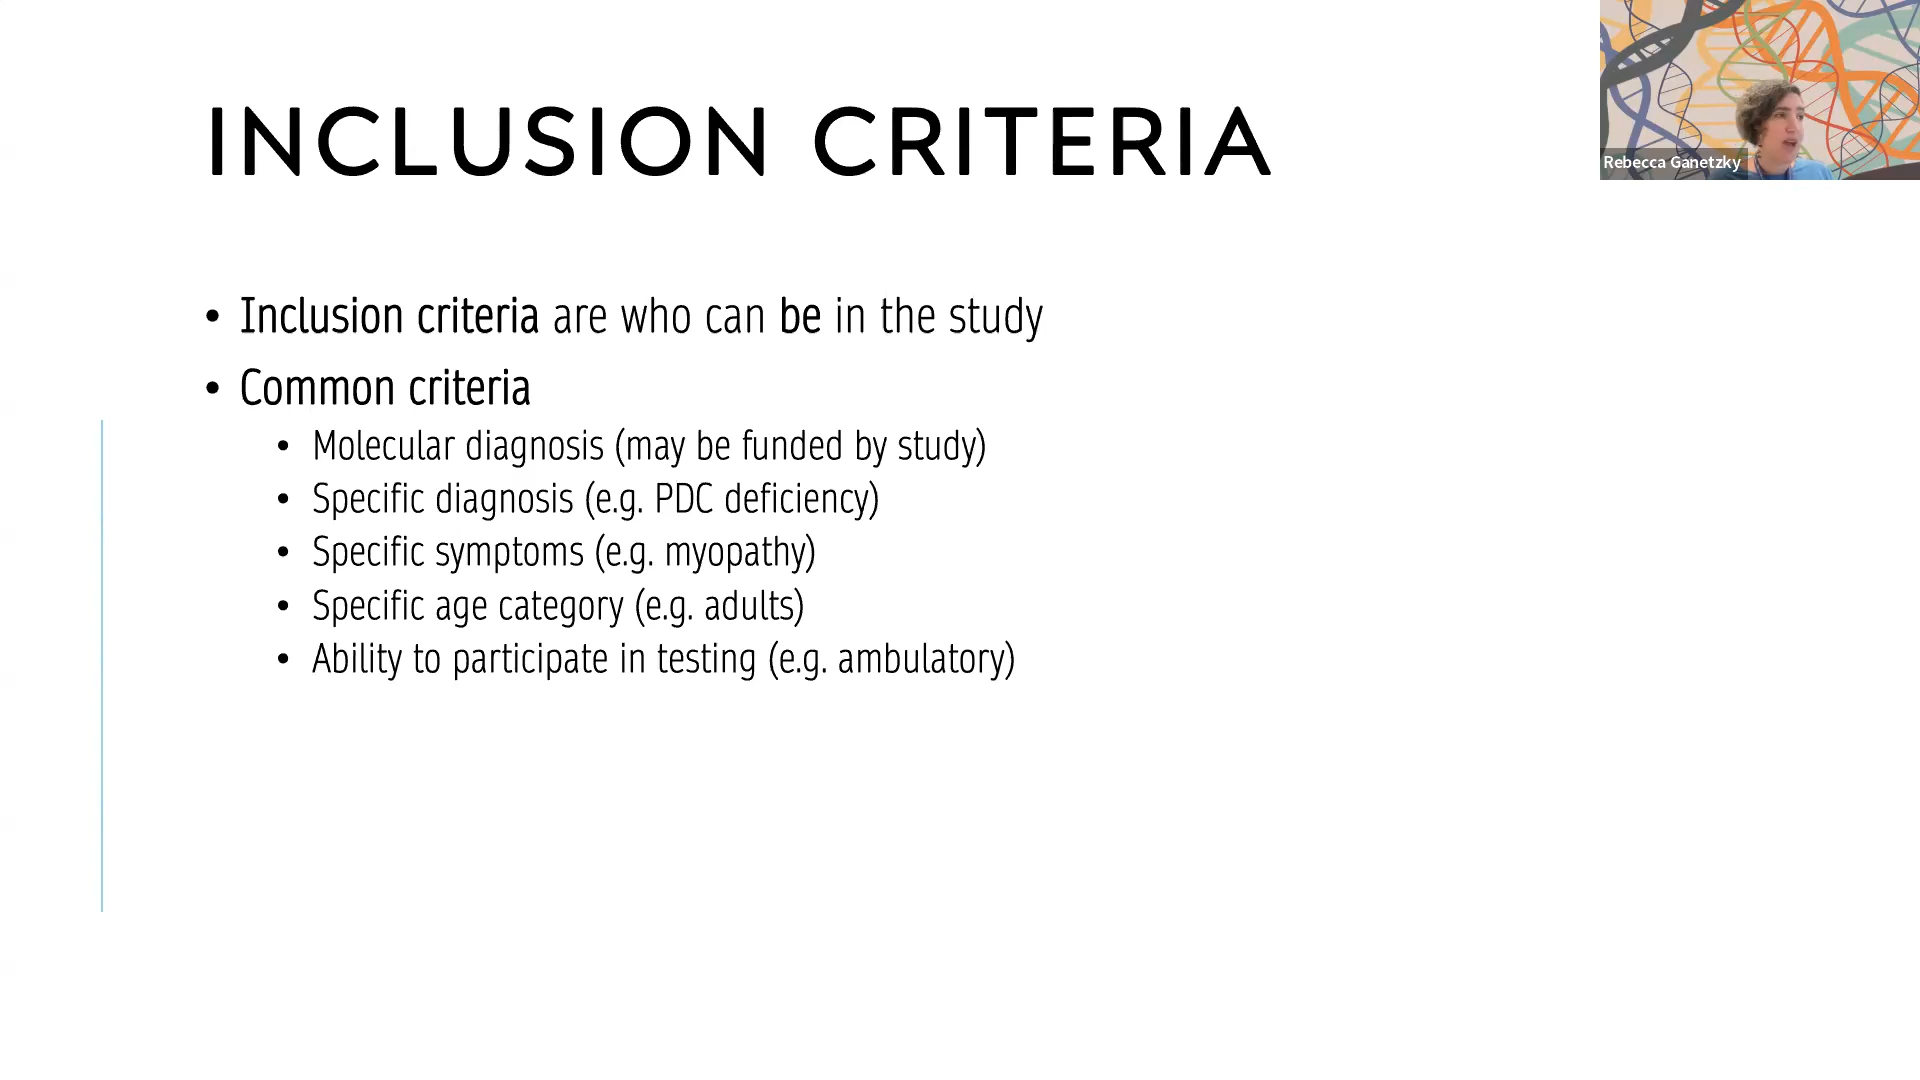 INCLUSION CRITERIA
Rebecca Ganetzky
• Inclusion criteria are who can be in the study
• Common criteria
• Molecular diagnosis (may be funded by study)
• Specific diagnosis (e.g. PDC deficiency)
• Specific symptoms (e.g. myopathy)
• Specific age category (e.g. adults)
• Ability to participate in testing (e.g. ambulatory)